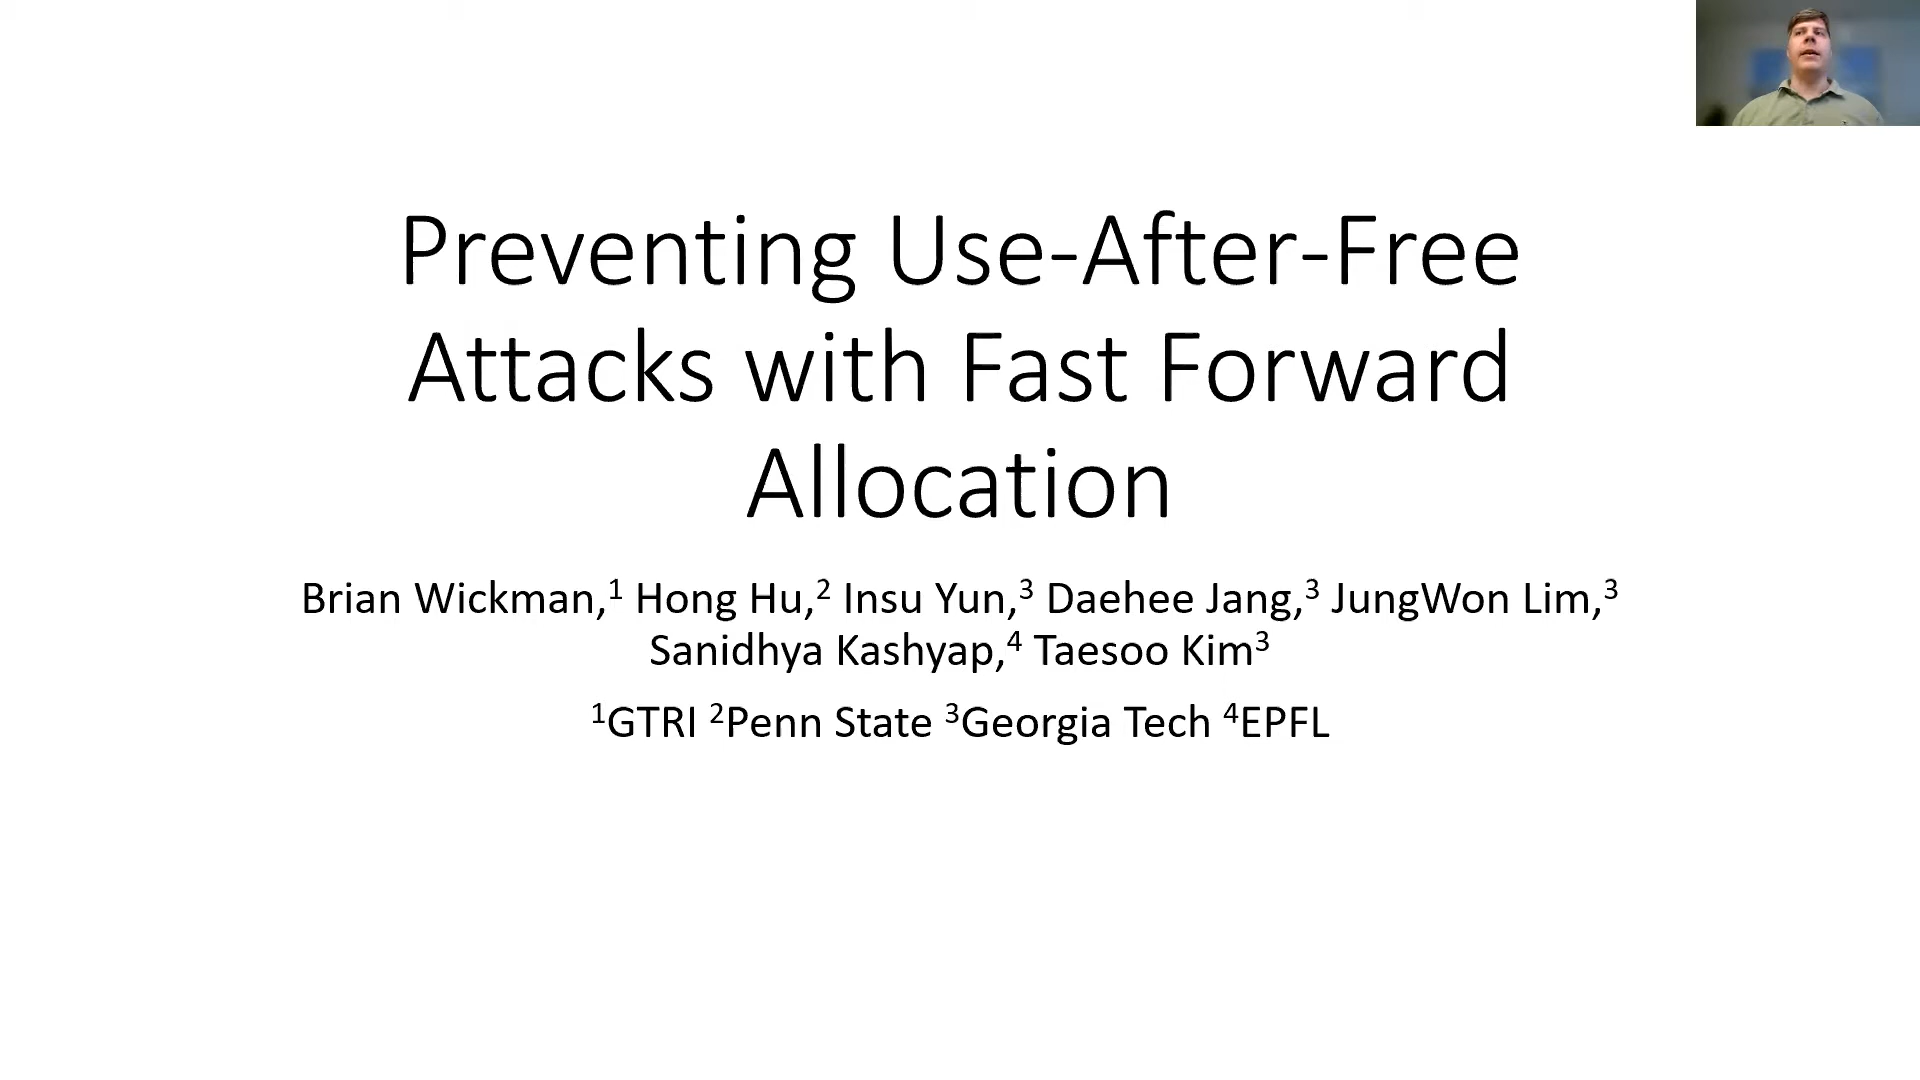 Preventing Use-After-Free
Attacks with Fast Forward
Allocation
Brian Wickman,¹ Hong Hu,² Insu Yun,³ Daehee Jang,³ JungWon Lim,³
Sanidhya Kashyap,⁴ Taesoo Kim³
¹GTRI ²Penn State ³Georgia Tech ⁴EPFL